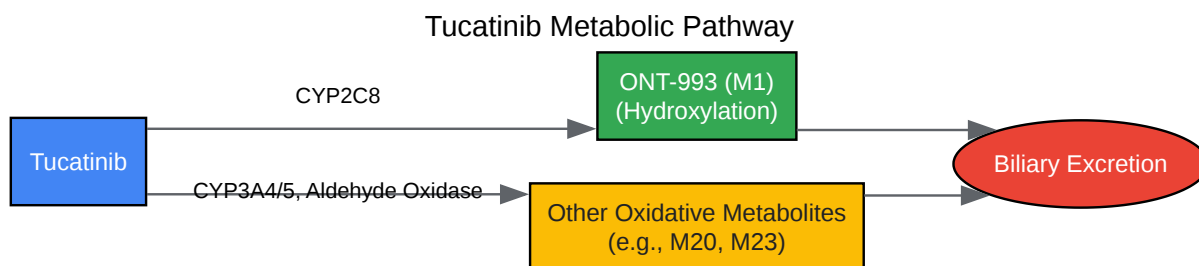 Tucatinib Metabolic Pathway
CYP2C8
ONT-993 (M1)
(Hydroxylation)
Tucatinib
CYP3A4/5, Aldehyde Oxidase
Other Oxidative Metabolites
(e.g., M20, M23)
Biliary Excretion